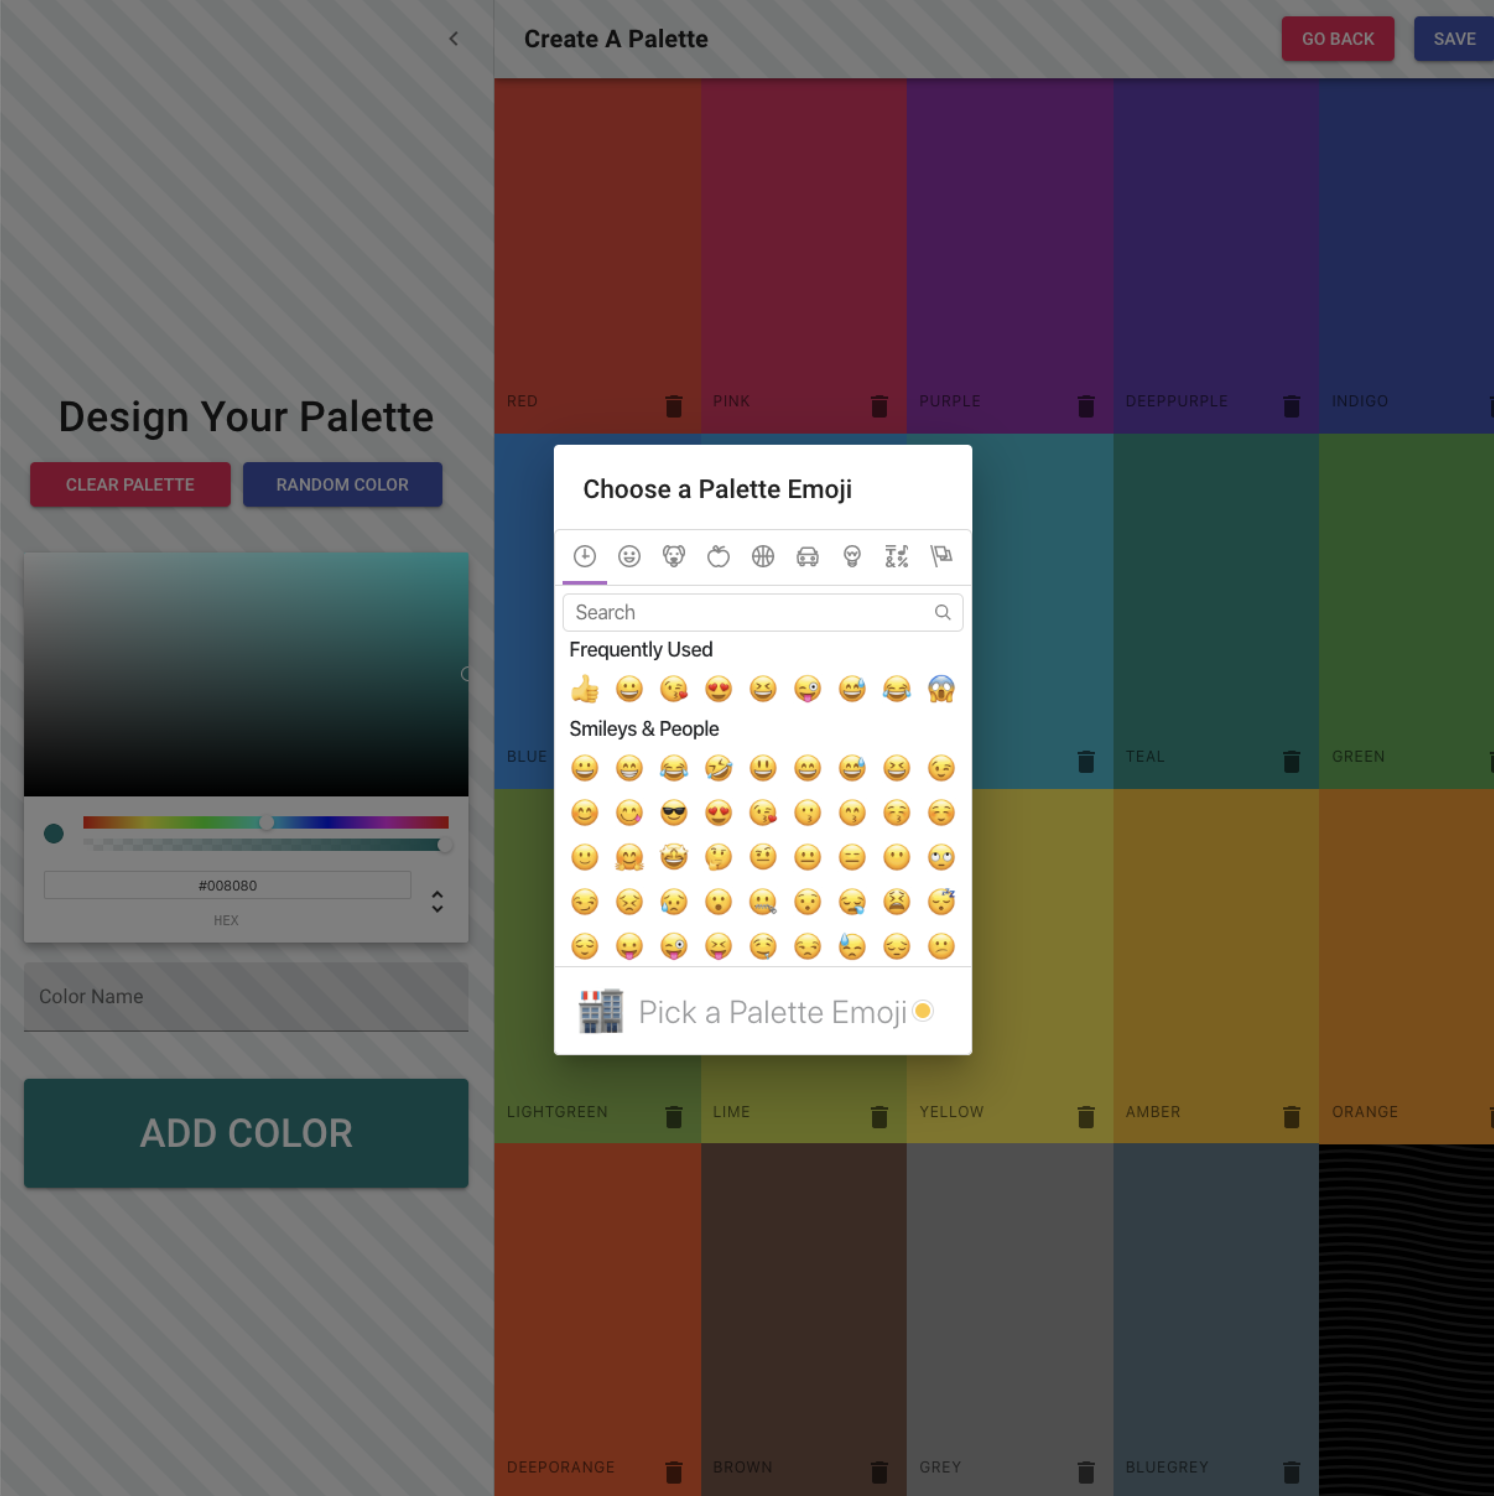 Create A Palette
GO BACK
SAVE
Design Your Palette
CLEAR PALETTE
RANDOM COLOR
#008080
HEX
Color Name
ADD COLOR
RED
PINK
PURPLE
DEEPPURPLE
INDIGO
BLUE
TEAL
GREEN
LIGHTGREEN
LIME
YELLOW
AMBER
ORANGE
DEEPORANGE
BROWN
GREY
BLUEGREY
Choose a Palette Emoji
Search
Frequently Used
Smileys & People
Pick a Palette Emoji